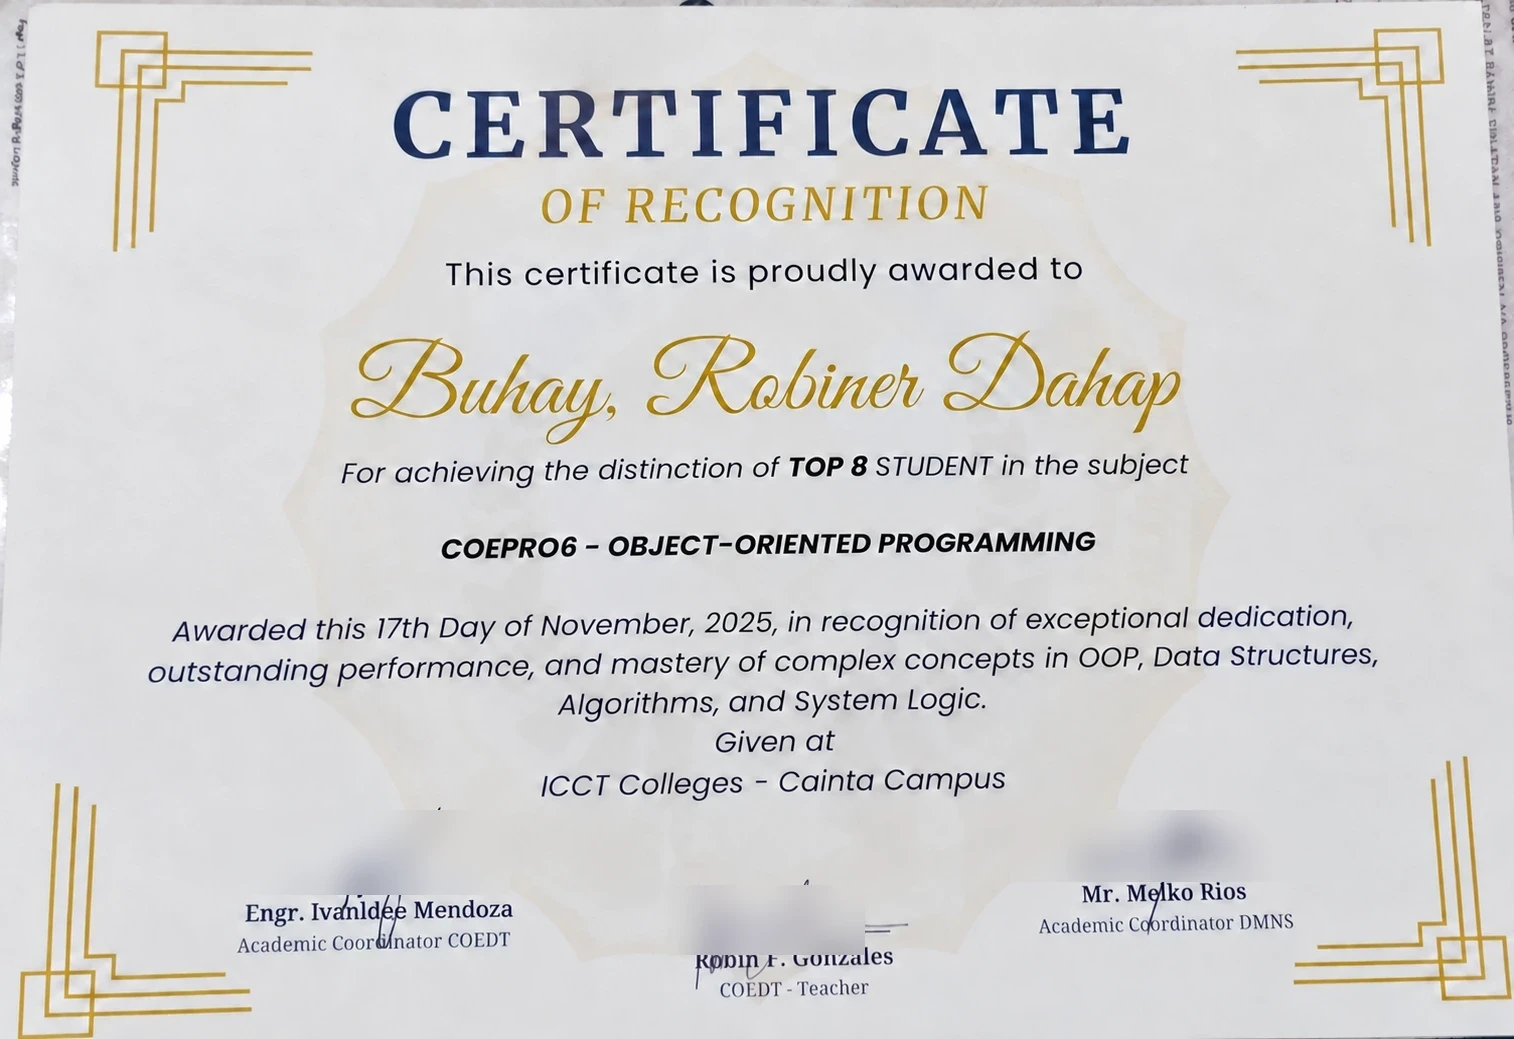 CERTIFICATE
OF RECOGNITION
This certificate is proudly awarded to
Buhay, Robiner Dahap
For achieving the distinction of TOP 8 STUDENT in the subject
COEPRO6 - OBJECT-ORIENTED PROGRAMMING
Awarded this 17th Day of November, 2025, in recognition of exceptional dedication,
outstanding performance, and mastery of complex concepts in OOP, Data Structures,
Algorithms, and System Logic.
Given at
ICCT Colleges - Cainta Campus
Engr. Ivanldee Mendoza
Academic Coordinator COEDT
Mr. Melko Rios
Academic Coordinator DMNS
Robin F. Gonzales
COEDT - Teacher